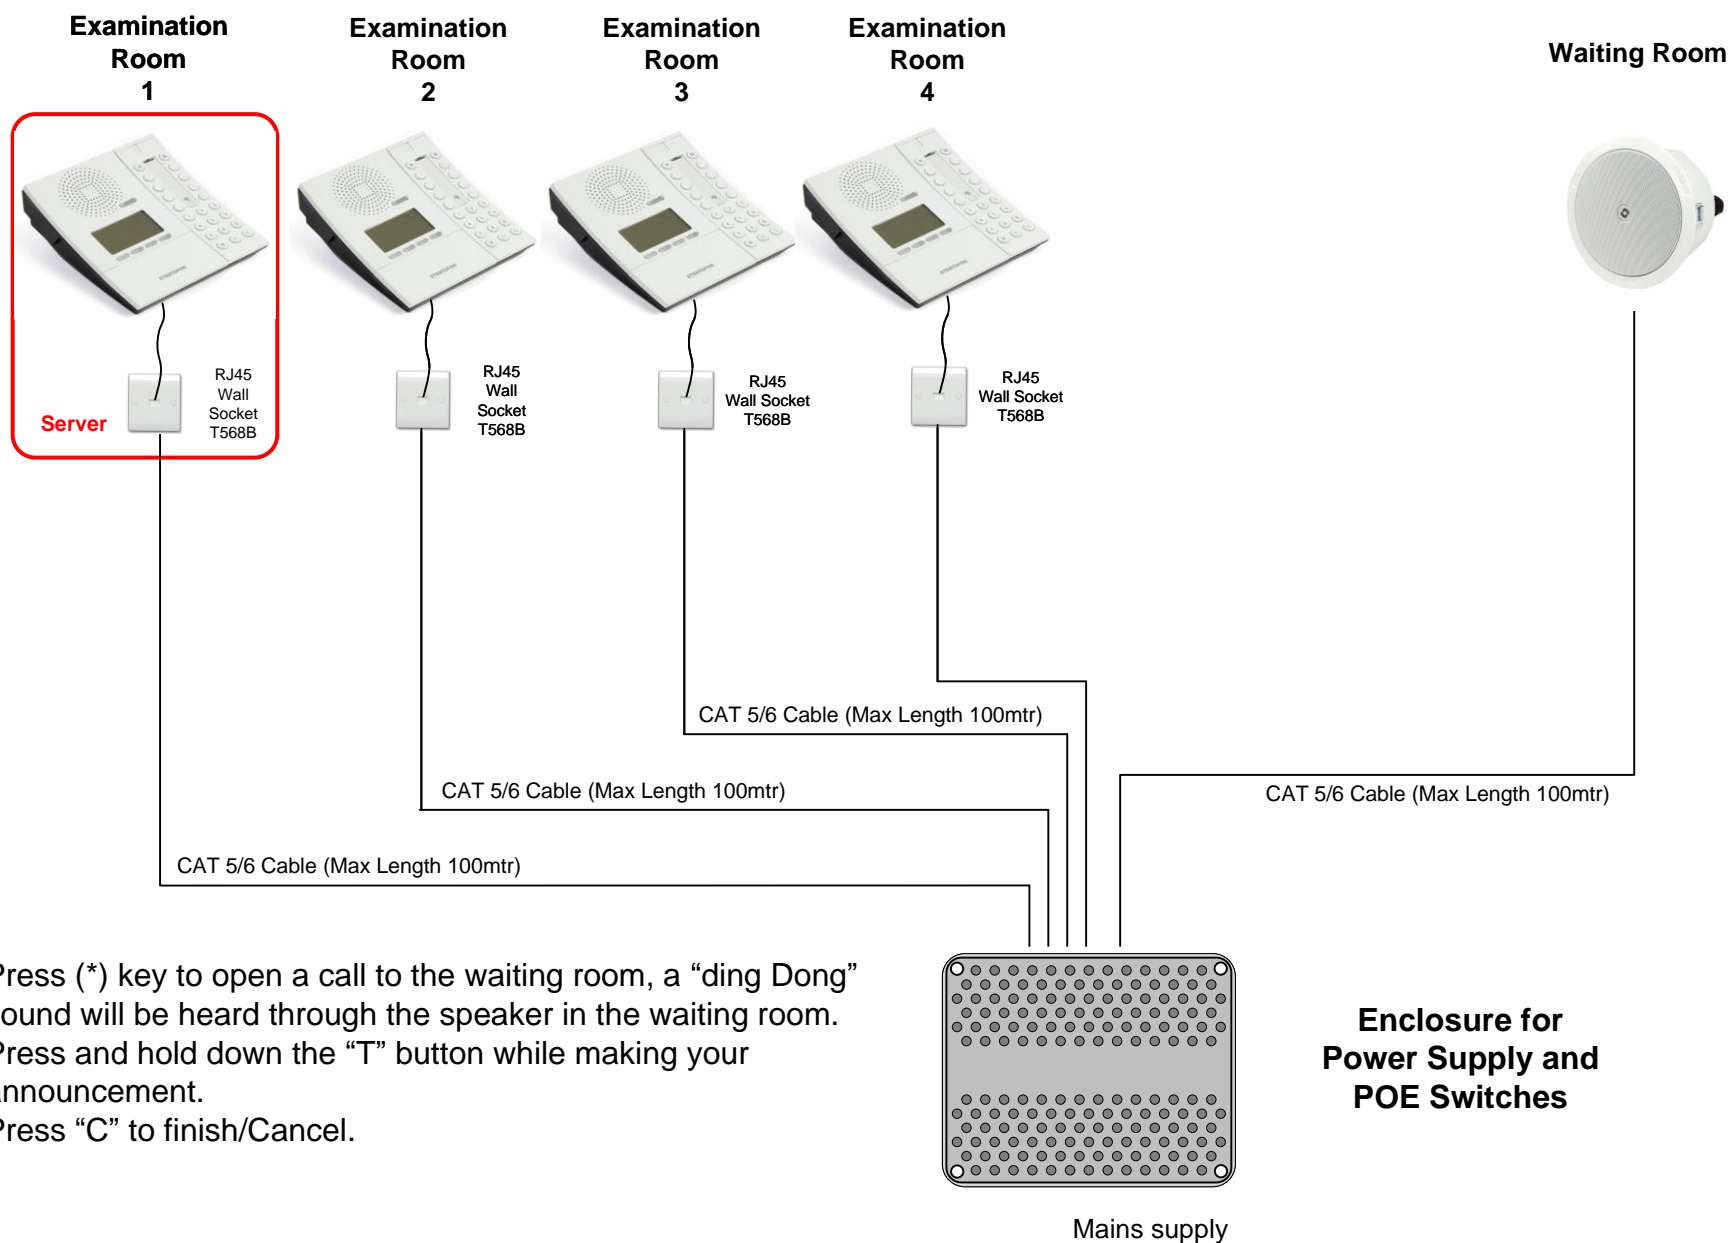 Examination
Room
1
Examination
Room
2
Examination
Room
3
Examination
Room
4
Waiting Room
Server
RJ45
Wall
Socket
T568B
RJ45
Wall
Socket
T568B
RJ45
Wall Socket
T568B
RJ45
Wall Socket
T568B
CAT 5/6 Cable (Max Length 100mtr)
CAT 5/6 Cable (Max Length 100mtr)
CAT 5/6 Cable (Max Length 100mtr)
CAT 5/6 Cable (Max Length 100mtr)
Press (*) key to open a call to the waiting room, a “ding Dong”
sound will be heard through the speaker in the waiting room.
Press and hold down the “T” button while making your
announcement.
Press “C” to finish/Cancel.
Enclosure for
Power Supply and
POE Switches
Mains supply